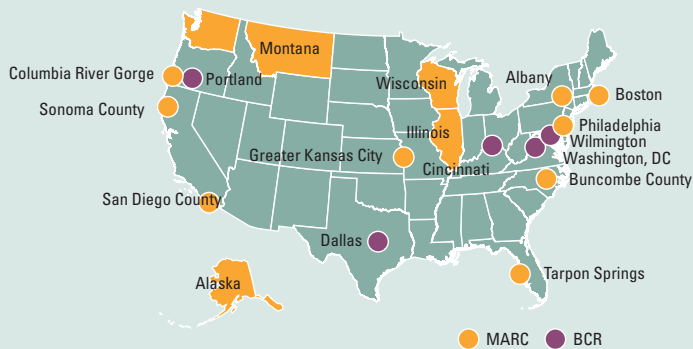 Montana
Columbia River Gorge
Portland
Wisconsin
Albany
Boston
Sonoma County
Philadelphia
Illinois
Wilmington
Greater Kansas City
Cincinnati
Washington, DC
San Diego County
Buncombe County
Dallas
Tarpon Springs
Alaska
MARC
BCR